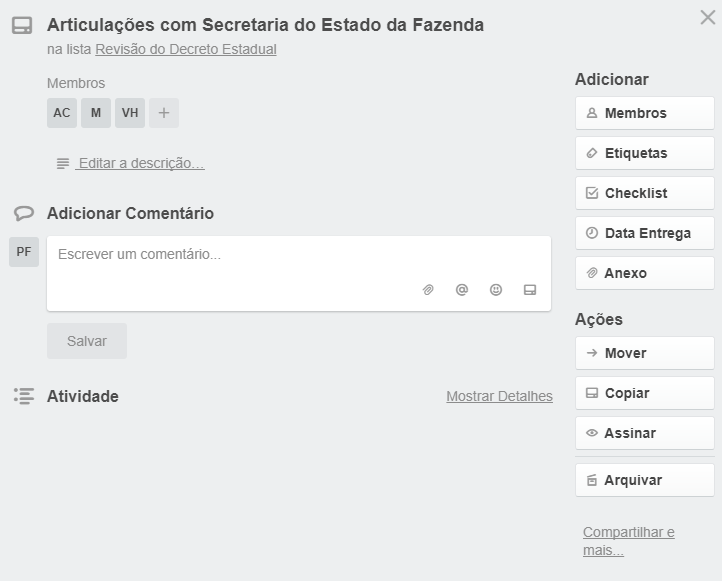 Articulações com Secretaria do Estado da Fazenda
na lista Revisão do Decreto Estadual
Membros
AC M VH +
Editar a descrição...
Adicionar Comentário
PF
Escrever um comentário...
@
Salvar
Atividade
Mostrar Detalhes
Adicionar
Membros
Etiquetas
Checklist
Data Entrega
Anexo
Ações
Mover
Copiar
Assinar
Arquivar
Compartilhar e
mais...